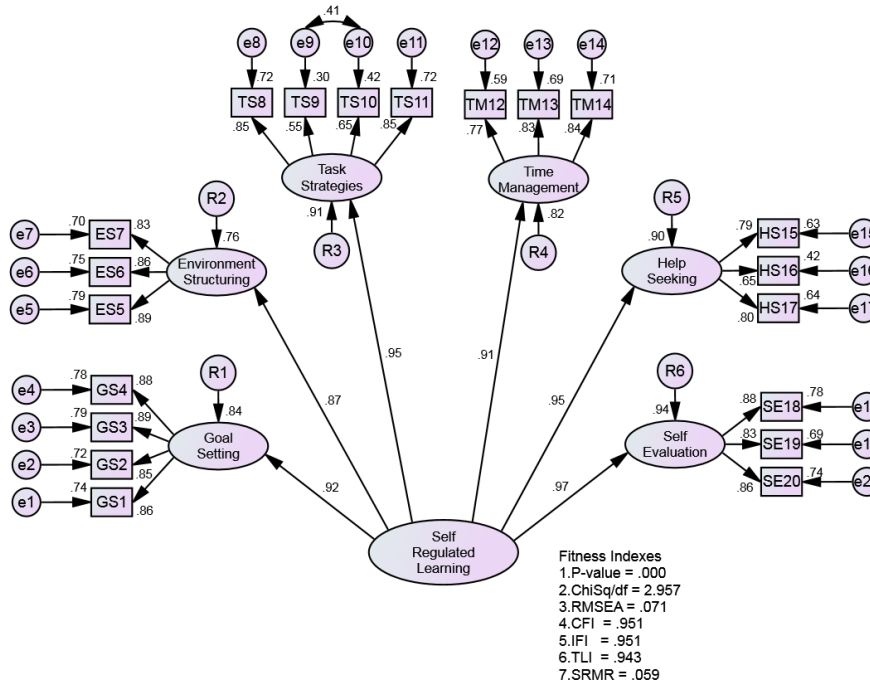 .41
e8 e9 e10 e11
.72 .30 .42 .72
TS8 TS9 TS10 TS11
.85 .55 .65 .85
Task
Strategies
.91
R3
e12 e13 e14
.59 .69 .71
TM12 TM13 TM14
.77 .83 .84
Time
Management
.82
R4
R2
.76
e7 .70 ES7 .83
e6 .75 ES6 .86
e5 .79 ES5 .89
Environment
Structuring
R5
.90
Help
Seeking
.79 HS15 .63 e15
.65 HS16 .42 e16
.80 HS17 .64 e17
R1
.84
e4 .78 GS4 .88
e3 .79 GS3 .89
e2 .72 GS2 .85
e1 .74 GS1 .86
Goal
Setting
R6
.94
Self
Evaluation
.88 SE18 .78 e1
.83 SE19 .69 e1
.86 SE20 .74 e2
.92 .87 .95 .91 .95 .97
Self
Regulated
Learning
Fitness Indexes
1.P-value = .000
2.ChiSq/df = 2.957
3.RMSEA = .071
4.CFI = .951
5.IFI = .951
6.TLI = .943
7.SRMR = .059